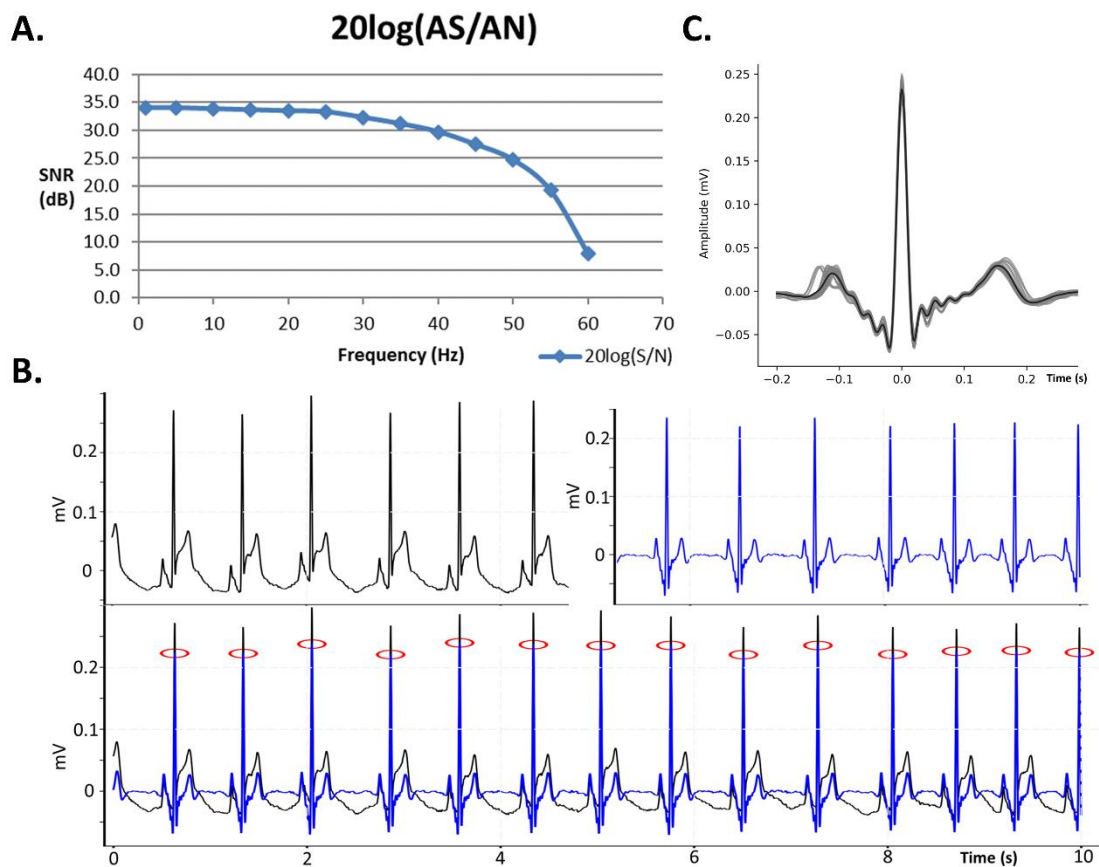 A.
20log(AS/AN)
SNR
(dB)
40.0
35.0
30.0
25.0
20.0
15.0
10.0
5.0
0.0
0 10 20 30 40 50 60 70
Frequency (Hz)
20log(S/N)
C.
Amplitude (mV)
0.25
0.20
0.15
0.10
0.05
0.00
−0.05
−0.2 −0.1 0.0 0.1 0.2 Time (s)
B.
mV
0.2
0.1
0
mV
0.2
0.1
0
mV
0.2
0.1
0
0 2 4 6 8 Time (s) 10